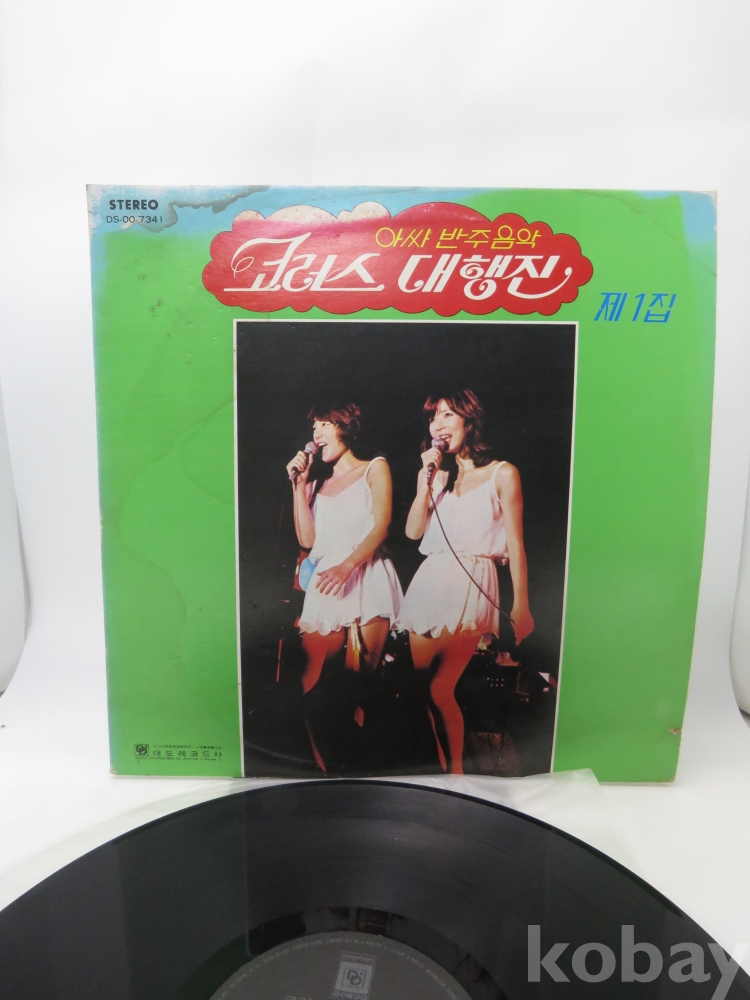 STEREO
DS-00-7341
아싸 반주음악
코러스 대행진
제1집
대도레코드사
kobay